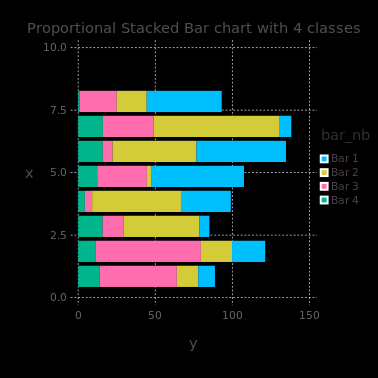 Proportional Stacked Bar chart with 4 classes
10.0
7.5
5.0
2.5
0.0
x
0
50
100
150
y
bar_nb
Bar 1
Bar 2
Bar 3
Bar 4